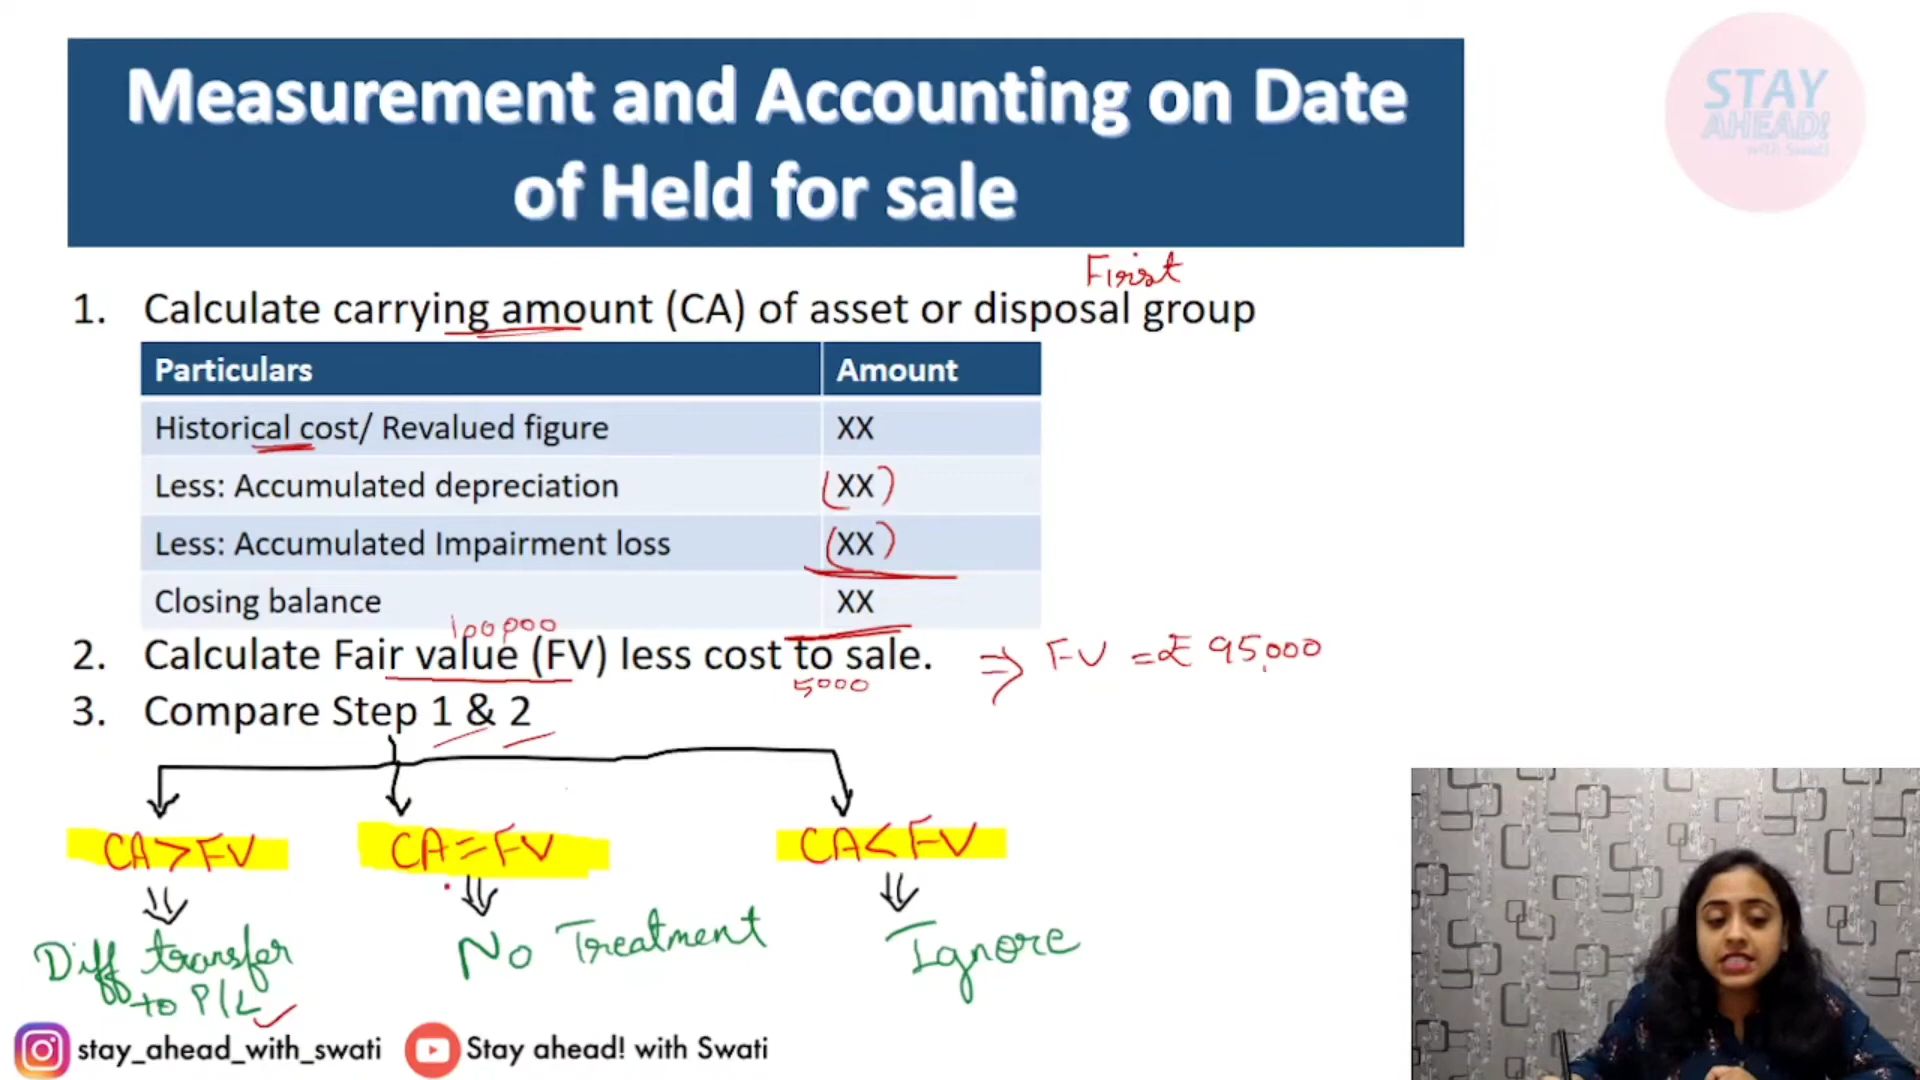 STAY
AHEAD!
with Swati
Measurement and Accounting on Date
of Held for sale
First
1. Calculate carrying amount (CA) of asset or disposal group
Particulars Amount
Historical cost/ Revalued figure XX
Less: Accumulated depreciation (XX)
Less: Accumulated Impairment loss (XX)
Closing balance XX
100,000
2. Calculate Fair value (FV) less cost to sale. ⇒ FV = £ 95,000
5000
3. Compare Step 1 & 2
CA>FV CA=FV CA<FV
Diff transfer to P/L
No Treatment
Ignore
stay_ahead_with_swati Stay ahead! with Swati